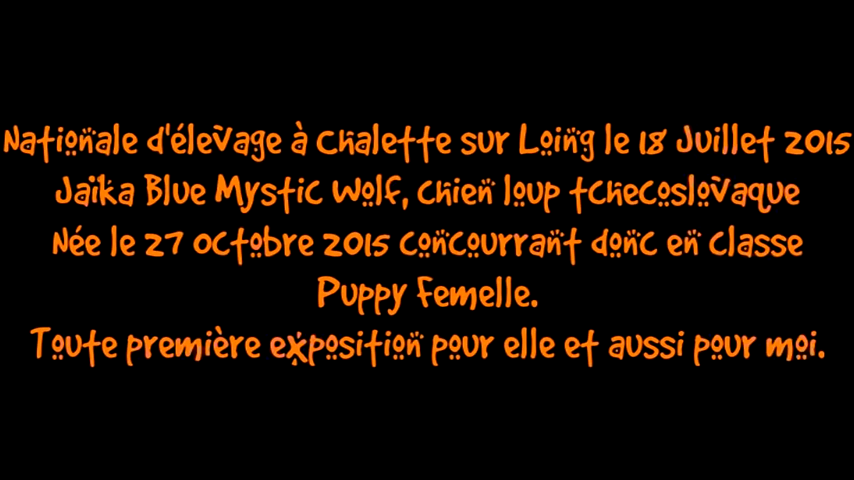 Nationale d'élevage à Chalette sur Loing le 18 Juillet 2015
Jaïka Blue Mystic Wolf, chien loup tchecoslovaque
Née le 27 octobre 2015 concourrant donc en classe
Puppy Femelle.
Toute première exposition pour elle et aussi pour moi.